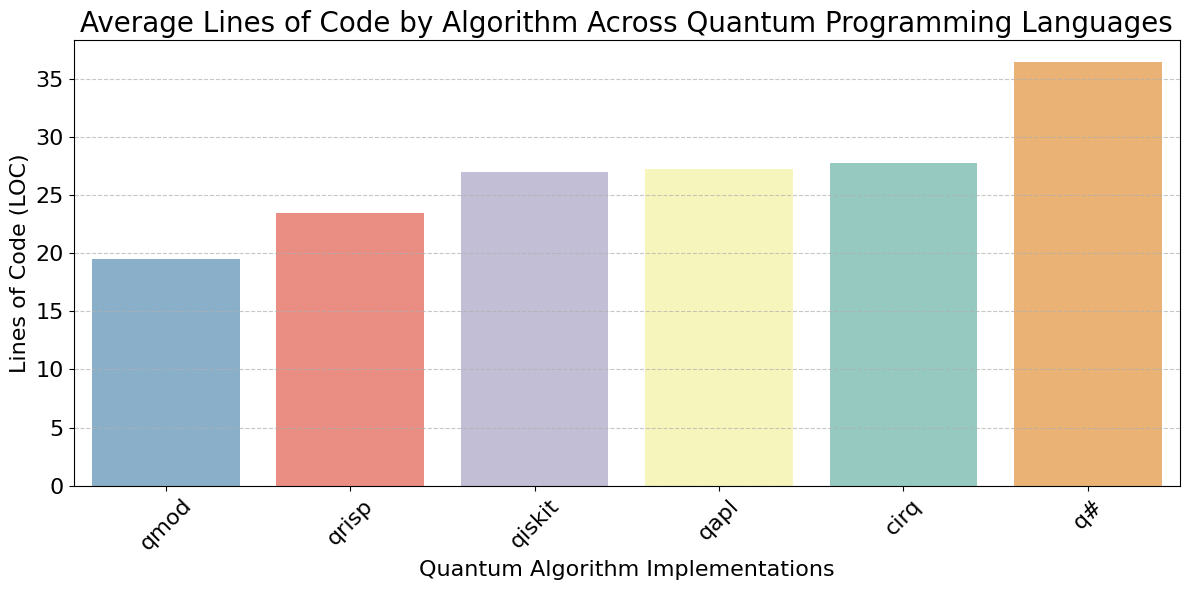 Average Lines of Code by Algorithm Across Quantum Programming Languages
Lines of Code (LOC)
35
30
25
20
15
10
5
0
qmod
qrisp
qiskit
qapl
cirq
q#
Quantum Algorithm Implementations